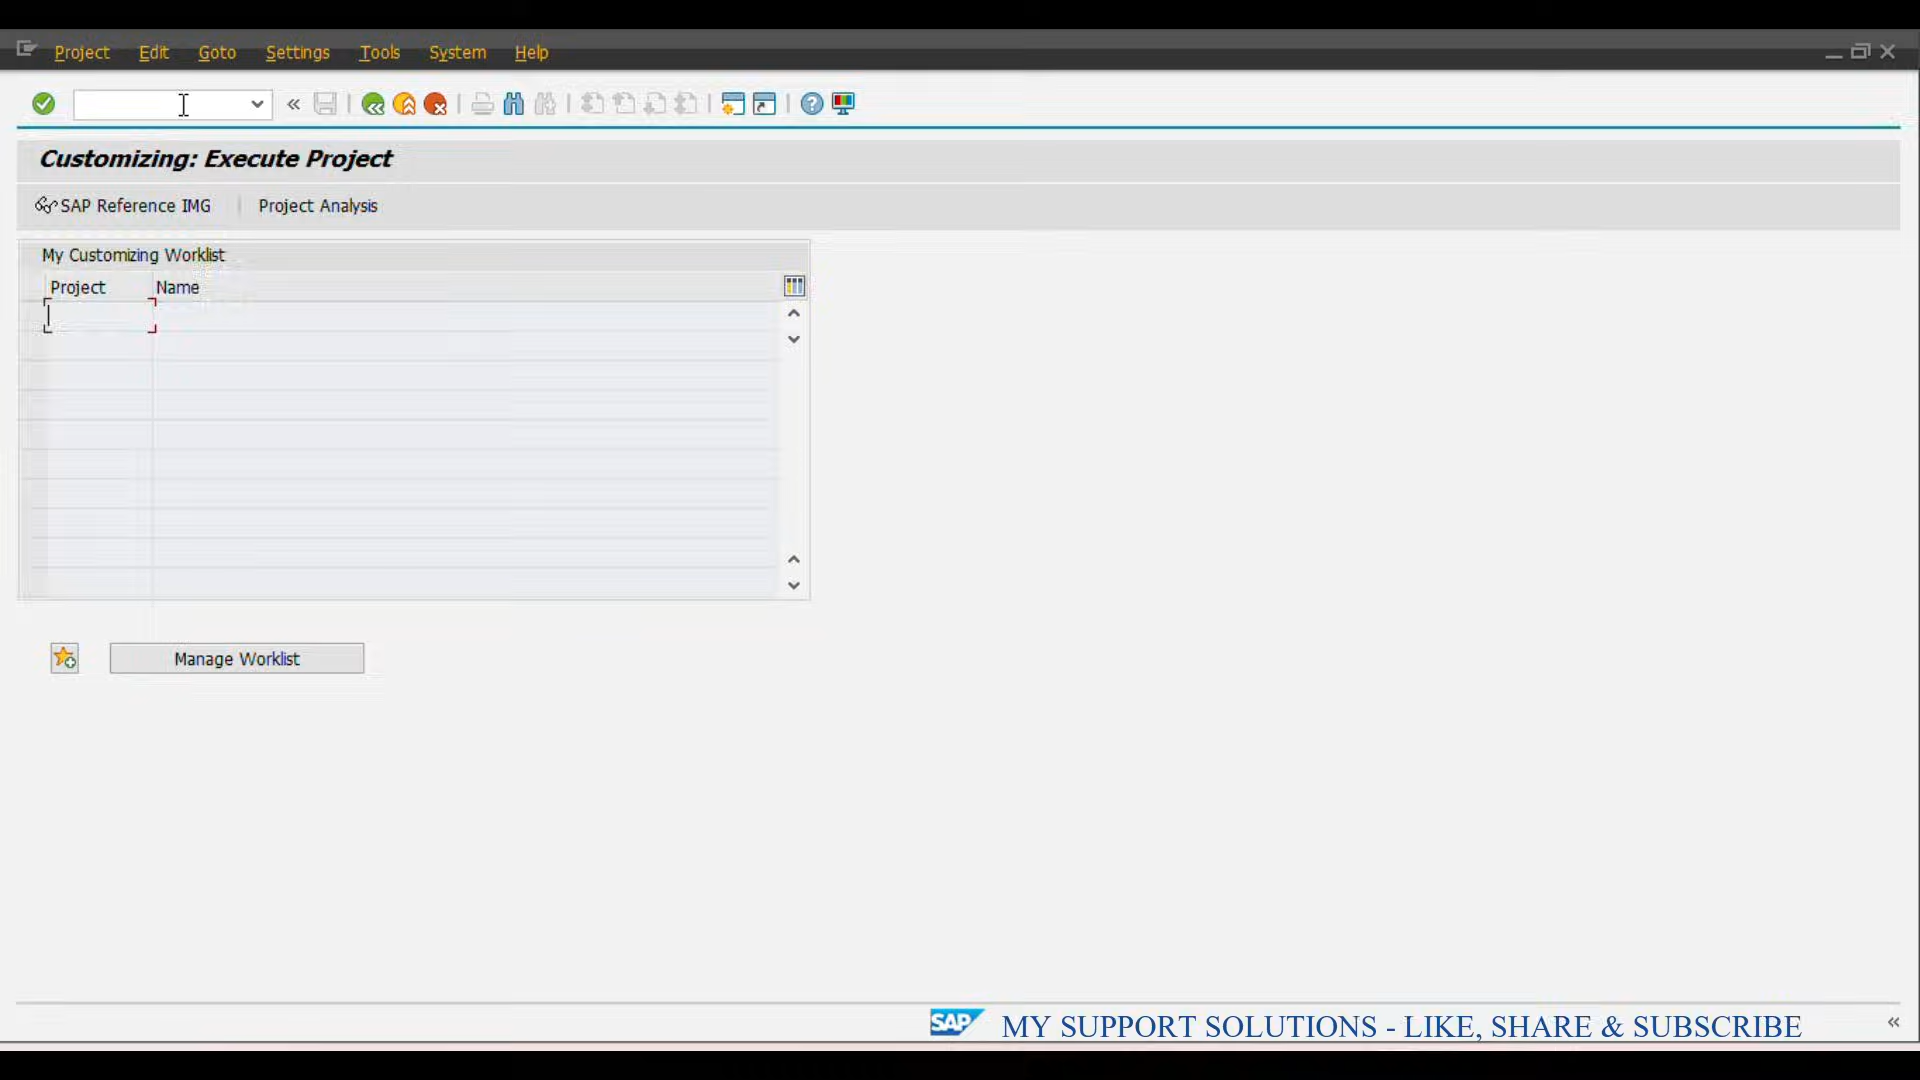 Project Edit Goto Settings Tools System Help
Customizing: Execute Project
SAP Reference IMG Project Analysis
My Customizing Worklist
Project Name
Manage Worklist
SAP MY SUPPORT SOLUTIONS - LIKE, SHARE & SUBSCRIBE